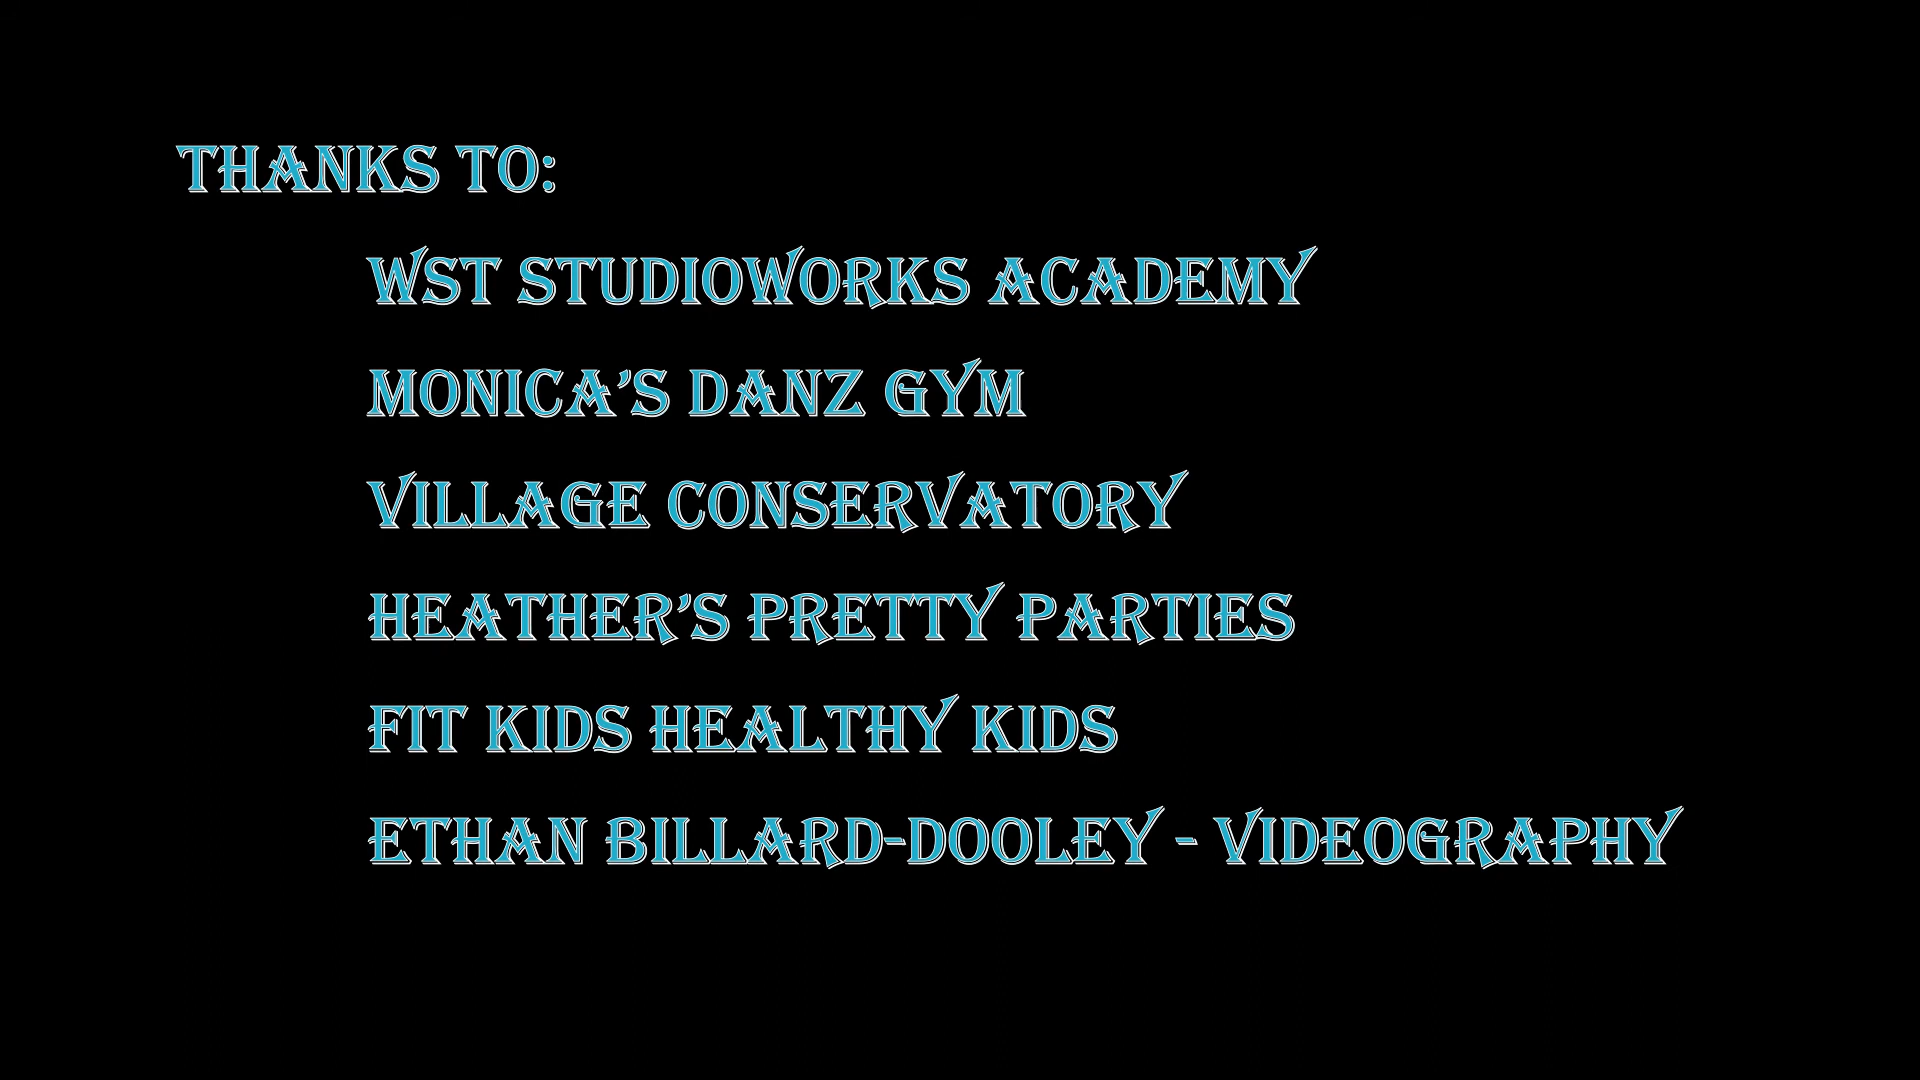 THANKS TO:
WST STUDIOWORKS ACADEMY
MONICA’S DANZ GYM
VILLAGE CONSERVATORY
HEATHER’S PRETTY PARTIES
FIT KIDS HEALTHY KIDS
ETHAN BILLARD-DOOLEY - VIDEOGRAPHY